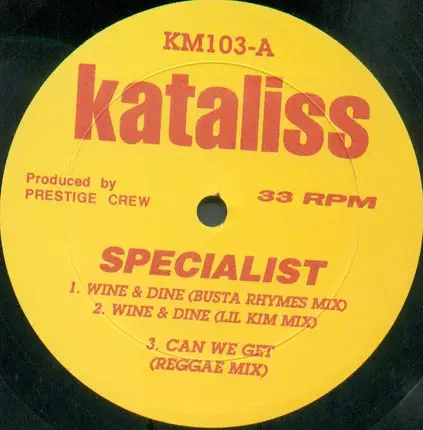 KM103-A
kataliss
Produced by
PRESTIGE CREW
33 RPM
SPECIALIST
1. WINE & DINE (BUSTA RHYMES MIX)
2. WINE & DINE (LIL KIM MIX)
3. CAN WE GET
(REGGAE MIX)